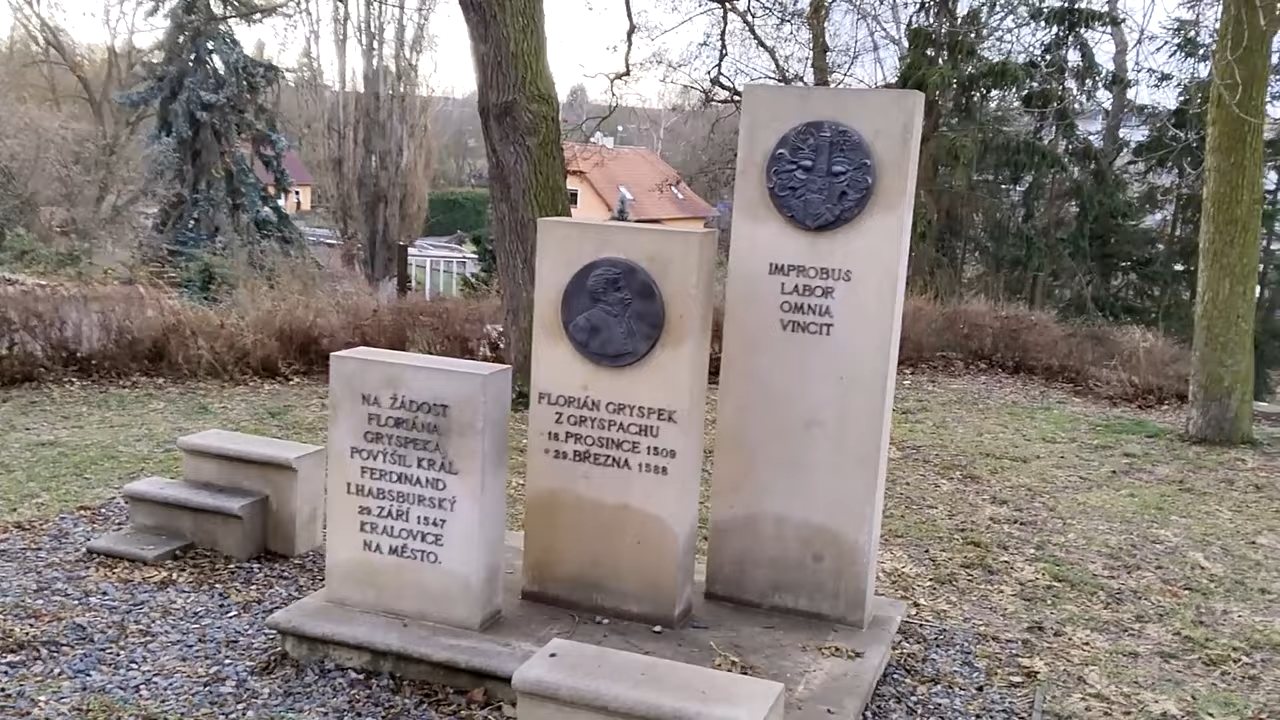 NA ŽÁDOST
FLORIÁNA
GRYSPEKA
POVÝŠIL KRÁL
FERDINAND
I.HABSBURSKÝ
29.ZÁŘÍ 1547
KRALOVICE
NA MĚSTO.
FLORIÁN GRYSPEK
Z GRYSPACHU
* 18.PROSINCE 1509
* 29.BŘEZNA 1588
IMPROBUS
LABOR
OMNIA
VINCIT